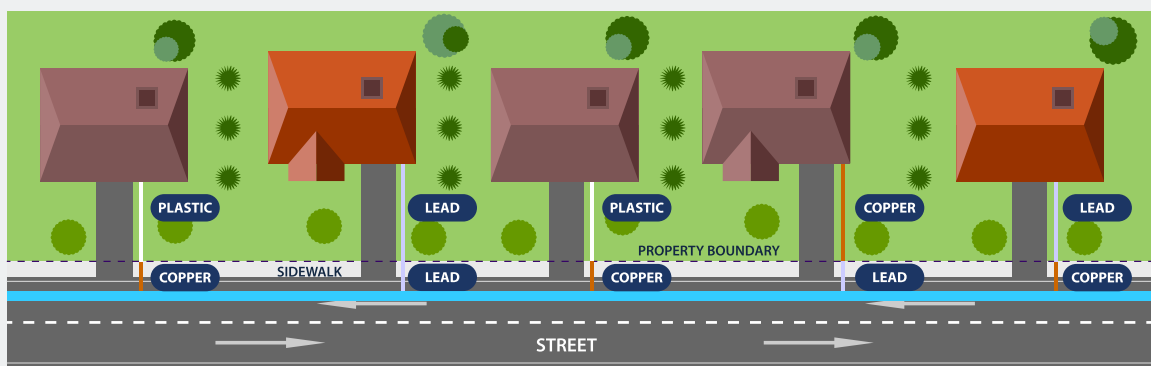 PLASTIC
LEAD
PLASTIC
COPPER
LEAD
PROPERTY BOUNDARY
SIDEWALK
COPPER
LEAD
COPPER
LEAD
COPPER
STREET